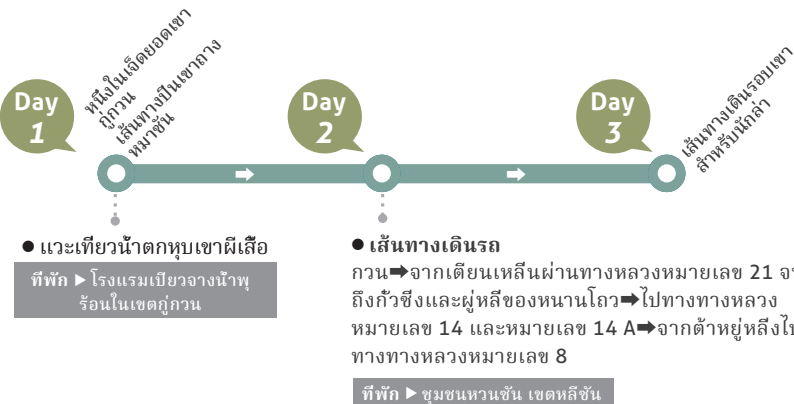 Day
1
หนึ่งในเจ็ดยอดเขา
กู่กวน
เส้นทางปีนเขาถาง
หมาซัน
Day
2
Day
3
เส้นทางเดินรอบเขา
สำหรับนักล่า
● แวะเที่ยวน้ำตกหุบเขาผีเสื้อ
ที่พัก ▶ โรงแรมเปียวจางน้ำพุ
ร้อนในเขตกู่กวน
● เส้นทางเดินรถ
กวน➡จากเตียนเหลิ่นผ่านทางหลวงหมายเลข 21
ถึงกั๋วซิ่งและผู่หลี่ของหนานโถว➡ไปทางทางหลวง
หมายเลข 14 และหมายเลข 14 A➡จากต้าหยู่หลิ่ง
ทางทางหลวงหมายเลข 8
ที่พัก ▶ ชุมชนหวนซัน เขตหลีซัน